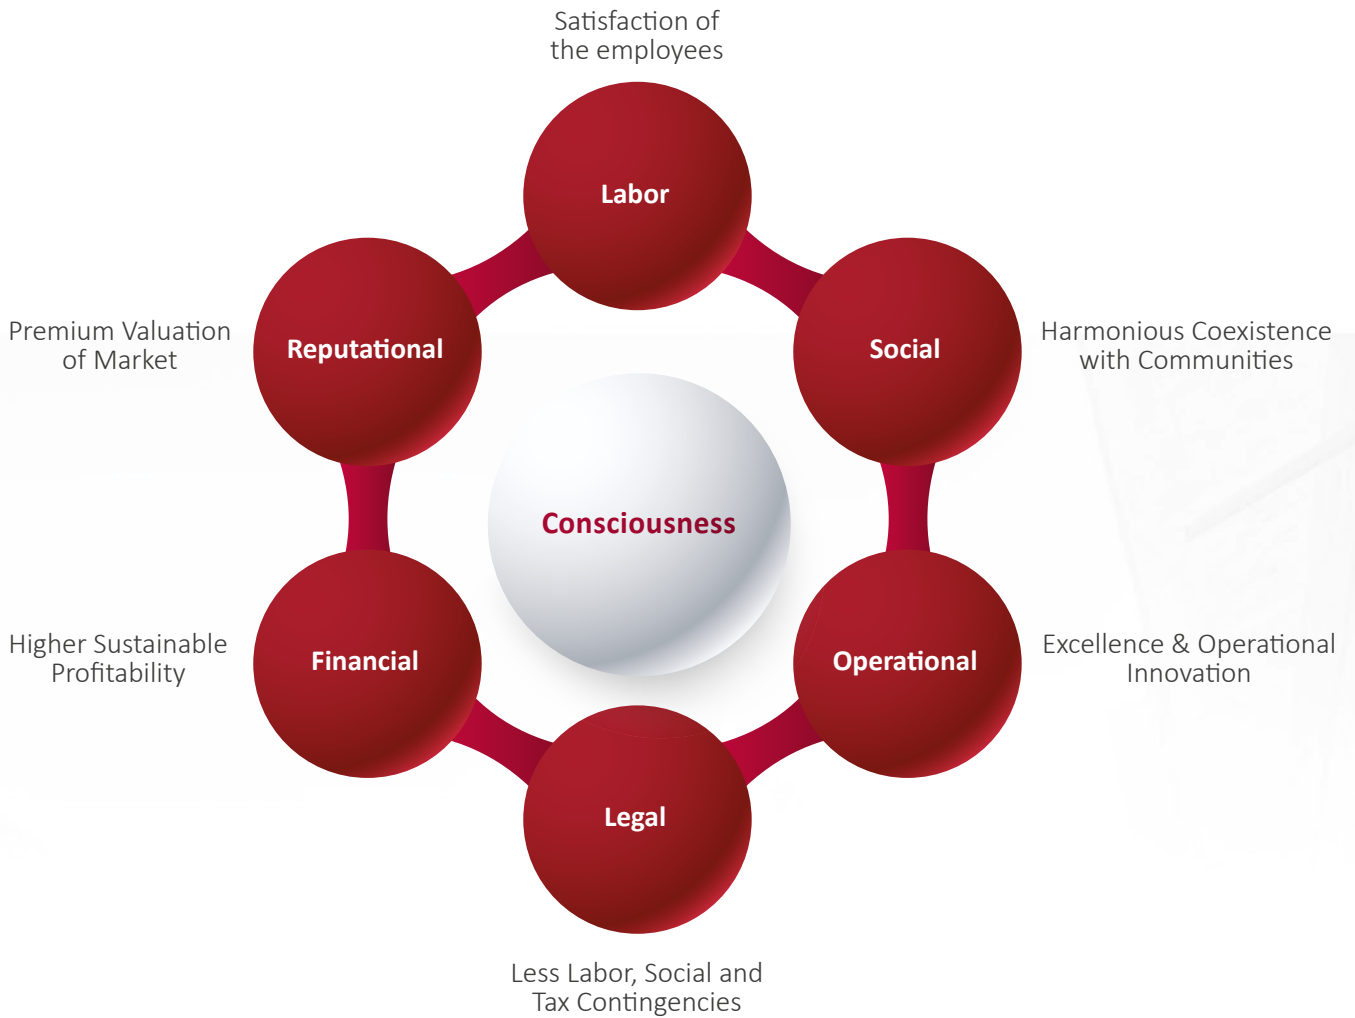 Satisfaction of
the employees
Labor
Premium Valuation
of Market
Reputational
Social
Harmonious Coexistence
with Communities
Consciousness
Higher Sustainable
Profitability
Financial
Operational
Excellence & Operational
Innovation
Legal
Less Labor, Social and
Tax Contingencies